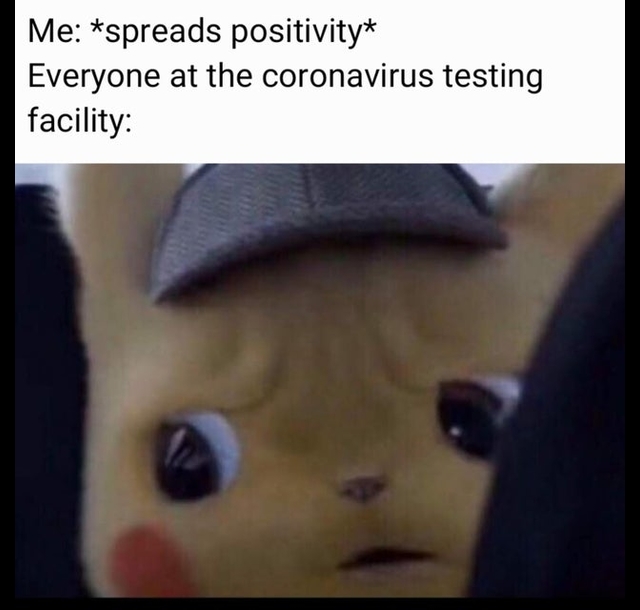 Me: *spreads positivity*
Everyone at the coronavirus testing
facility: